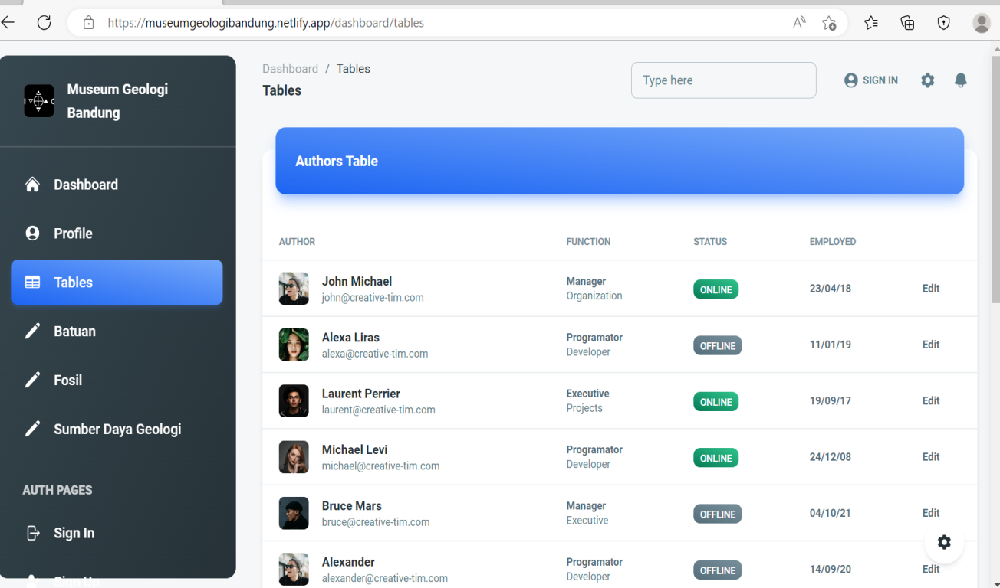 https://museumgeologibandung.netlify.app/dashboard/tables
Museum Geologi
Bandung
Dashboard
Profile
Tables
Batuan
Fosil
Sumber Daya Geologi
AUTH PAGES
Sign In
Sign Up
Dashboard / Tables
Tables
Type here
SIGN IN
Authors Table
AUTHOR FUNCTION STATUS EMPLOYED
John Michael
john@creative-tim.com
Manager
Organization
ONLINE
23/04/18
Edit
Alexa Liras
alexa@creative-tim.com
Programator
Developer
OFFLINE
11/01/19
Edit
Laurent Perrier
laurent@creative-tim.com
Executive
Projects
ONLINE
19/09/17
Edit
Michael Levi
michael@creative-tim.com
Programator
Developer
ONLINE
24/12/08
Edit
Bruce Mars
bruce@creative-tim.com
Manager
Executive
OFFLINE
04/10/21
Edit
Alexander
alexander@creative-tim.com
Programator
Developer
OFFLINE
14/09/20
Edit